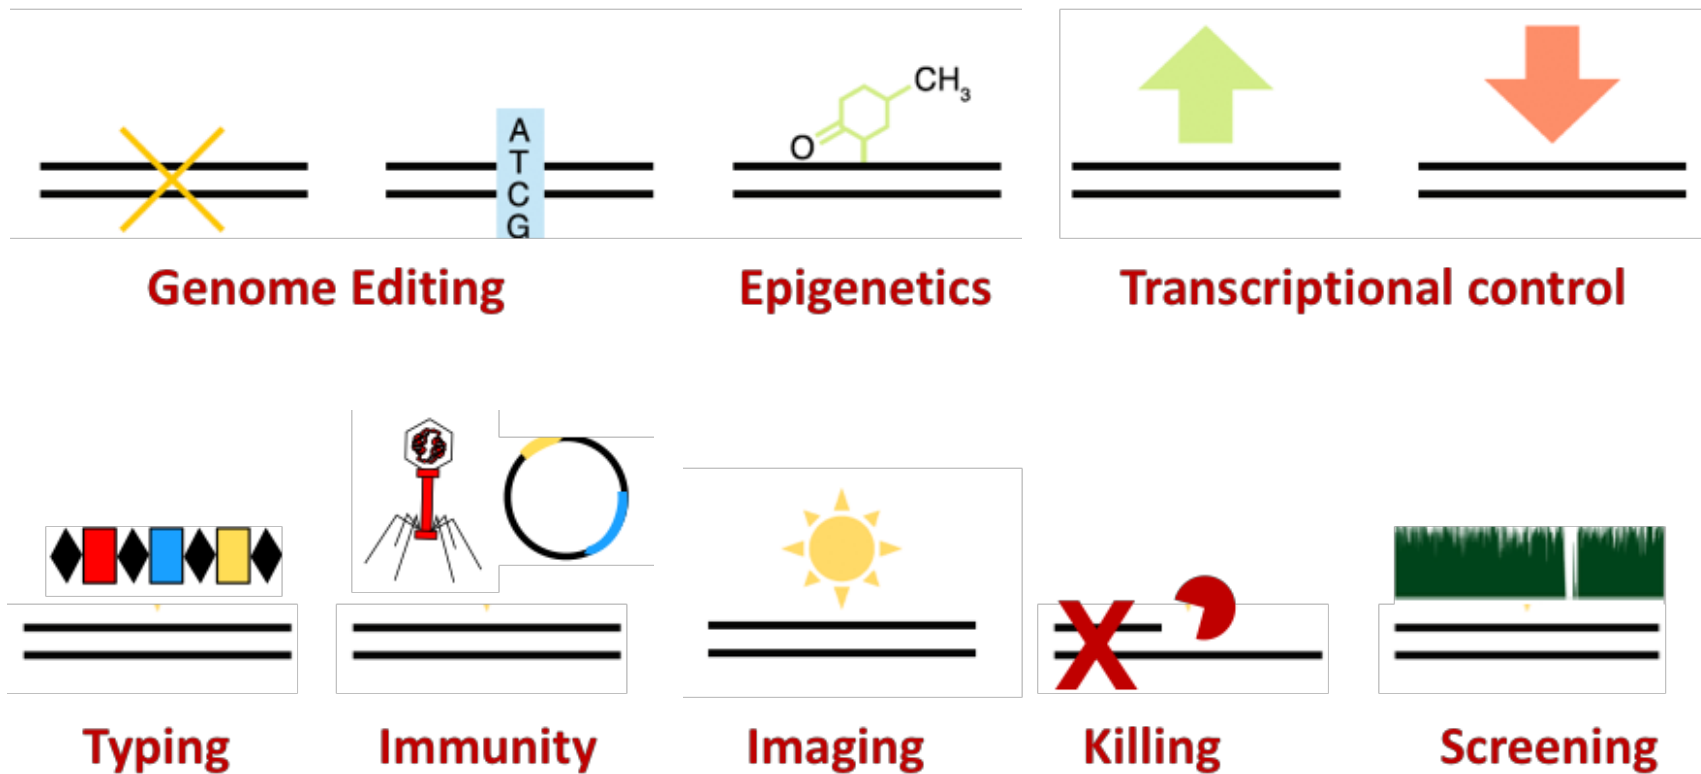 CH3
O
A
T
C
G
Genome Editing
Epigenetics
Transcriptional control
Typing
Immunity
Imaging
X
Killing
Screening